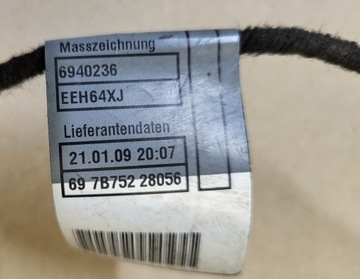 Masszeichnung
6940236
EEH64XJ
Lieferantendaten
21.01.09 20:07
69 7B752 28056